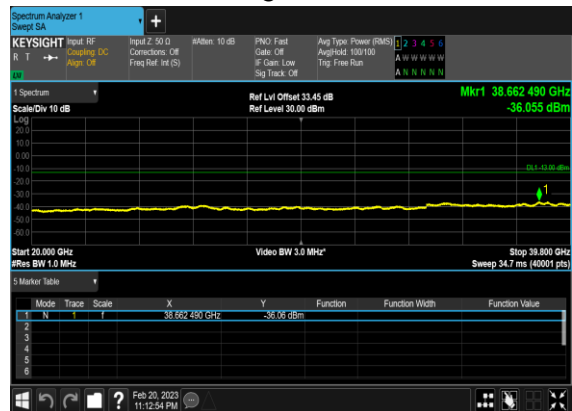 Spectrum Analyzer 1
Swept SA
KEYSIGHT Input: RF Input Z: 50 Ω #Atten: 10 dB PNO: Fast Avg Type: Power (RMS) 1 2 3 4 5 6
R T Coupling: DC Corrections: Off Gate: Off Avg|Hold: 100/100 A W W W W W
Align: Off Freq Ref: Int (S) IF Gain: Low Trig: Free Run
Sig Track: Off A N N N N N
1 Spectrum Ref Lvl Offset 33.45 dB Mkr1 38.662 490 GHz
Scale/Div 10 dB Ref Level 30.00 dBm -36.055 dBm
Log
20.0
10.0
0.00
-10.0
DL1 -13.00 dBm
-20.0
-30.0
1
-40.0
-50.0
-60.0
Start 20.000 GHz Video BW 3.0 MHz* Stop 39.800 GHz
#Res BW 1.0 MHz Sweep 34.7 ms (40001 pts)
5 Marker Table
Mode Trace Scale X Y Function Function Width Function Value
1 N 1 f 38.662 490 GHz -36.06 dBm
2
3
4
5
6
? Feb 20, 2023
11:12:54 PM